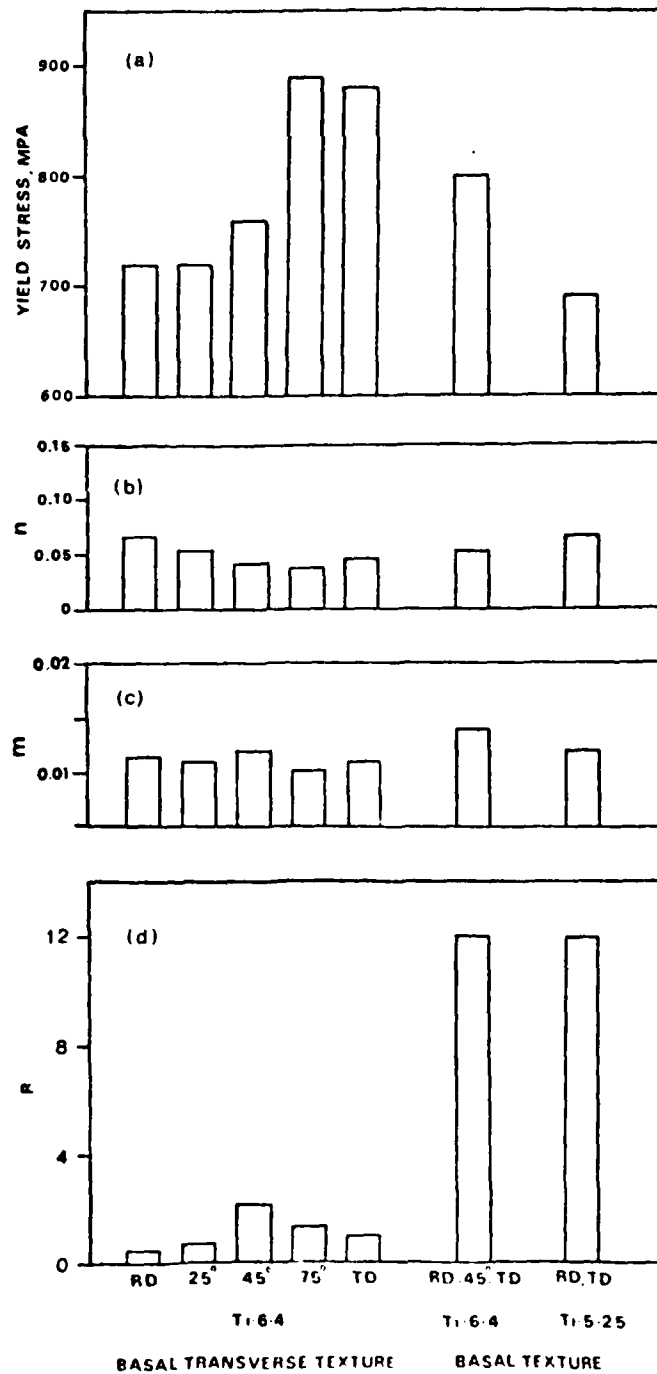 (a)
YIELD STRESS, MPA
900
800
700
600
(b)
n
0.15
0.10
0.05
0
(c)
m
0.02
0.01
(d)
R
12
8
4
0
RD 25° 45° 75° TD RD.45°.TD RD,TD
Ti-6-4 Ti-6-4 Ti-5-25
BASAL TRANSVERSE TEXTURE BASAL TEXTURE